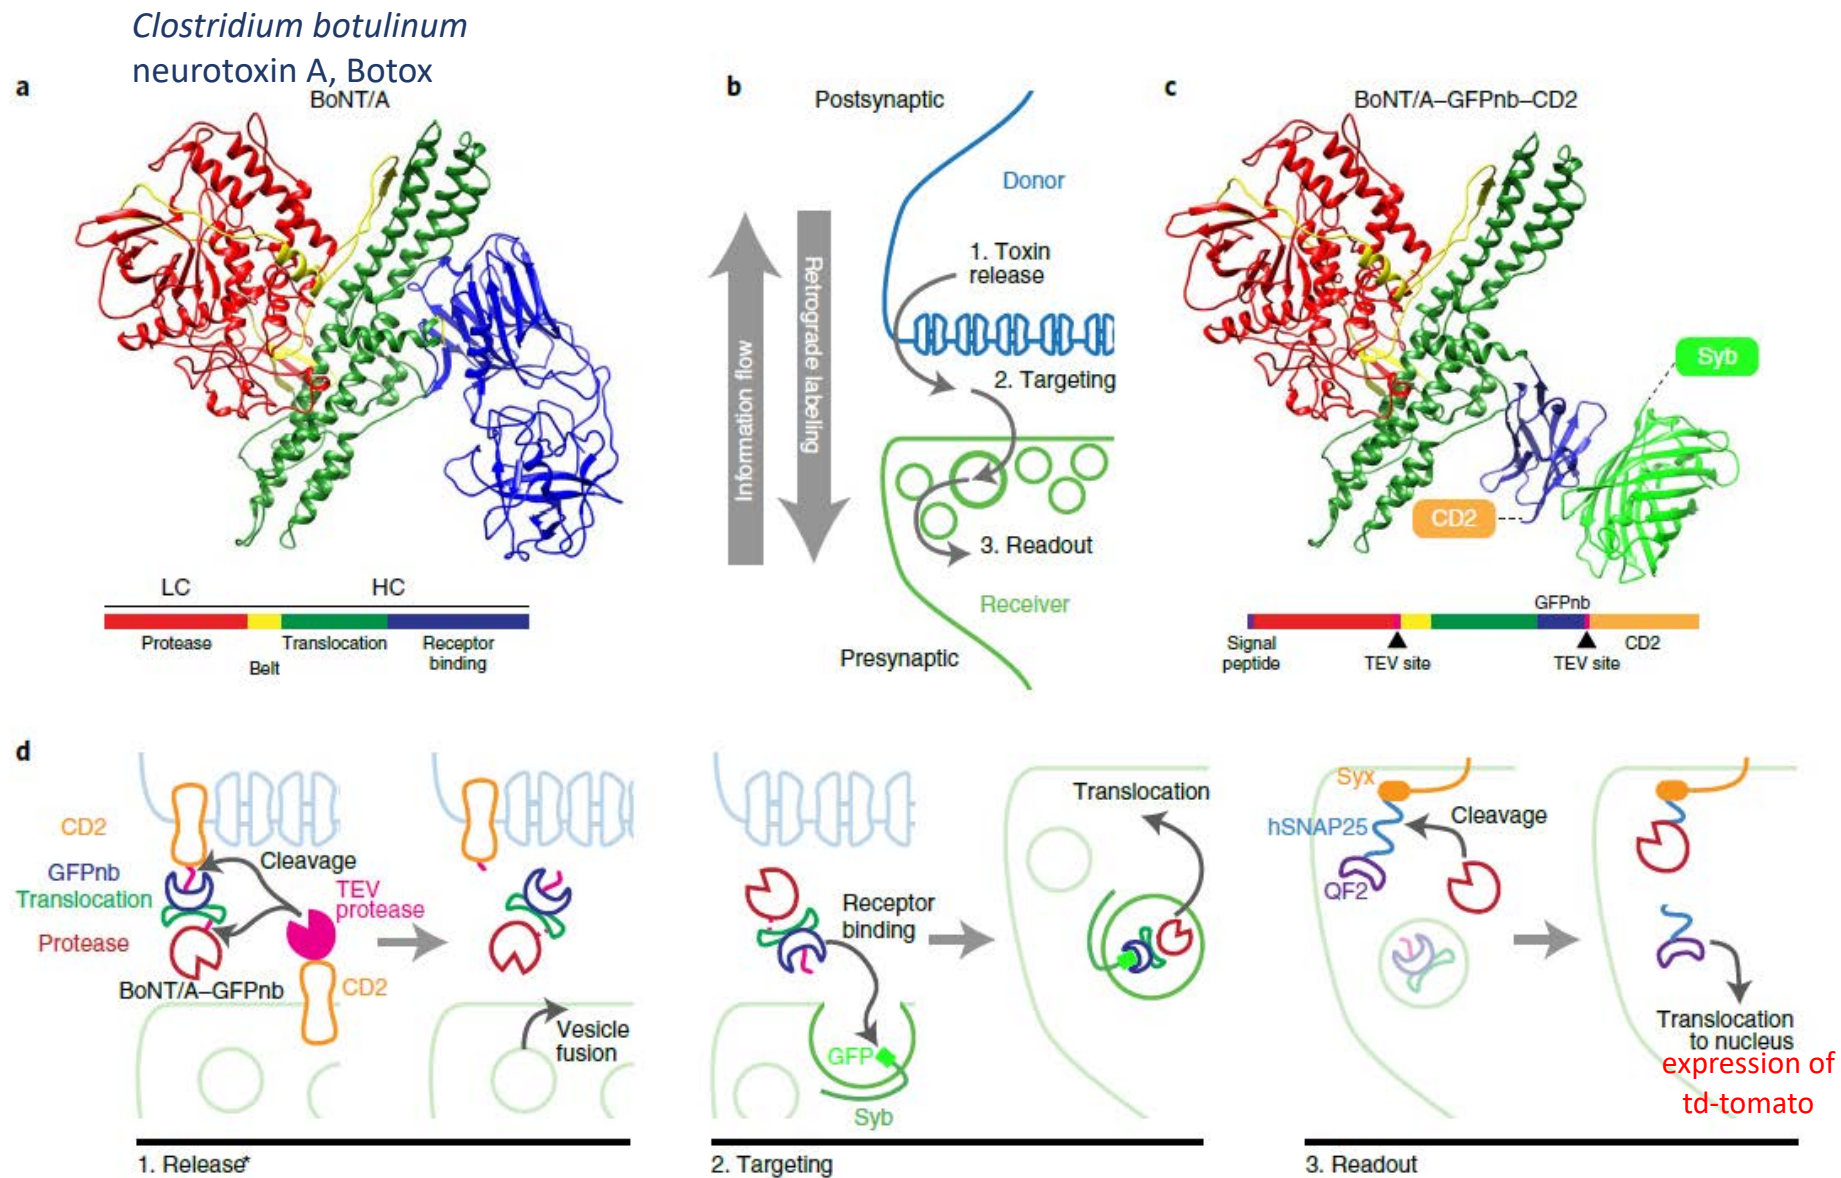 Clostridium botulinum
neurotoxin A, Botox
a
BoNT/A
LC
HC
Protease
Belt
Translocation
Receptor
binding
b
Postsynaptic
Donor
1. Toxin
release
2. Targeting
Information flow
Retrograde labeling
3. Readout
Receiver
Presynaptic
c
BoNT/A–GFPnb–CD2
Syb
CD2
GFPnb
Signal
peptide
TEV site
TEV site
CD2
d
CD2
GFPnb
Translocation
Protease
Cleavage
TEV
protease
BoNT/A–GFPnb
CD2
Vesicle
fusion
1. Release*
Receptor
binding
GFP
Syb
Translocation
2. Targeting
Syx
hSNAP25
QF2
Cleavage
Translocation
to nucleus
expression of
td-tomato
3. Readout